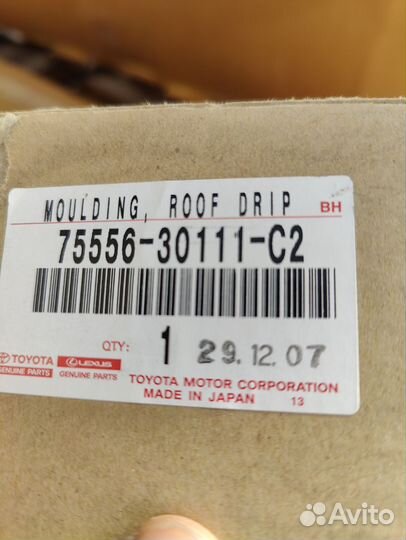 MOULDING, ROOF DRIP BH
75556-30111-C2
QTY: 1 29.12.07
TOYOTA LEXUS
GENUINE PARTS GENUINE PARTS
TOYOTA MOTOR CORPORATION
MADE IN JAPAN 13
Avito